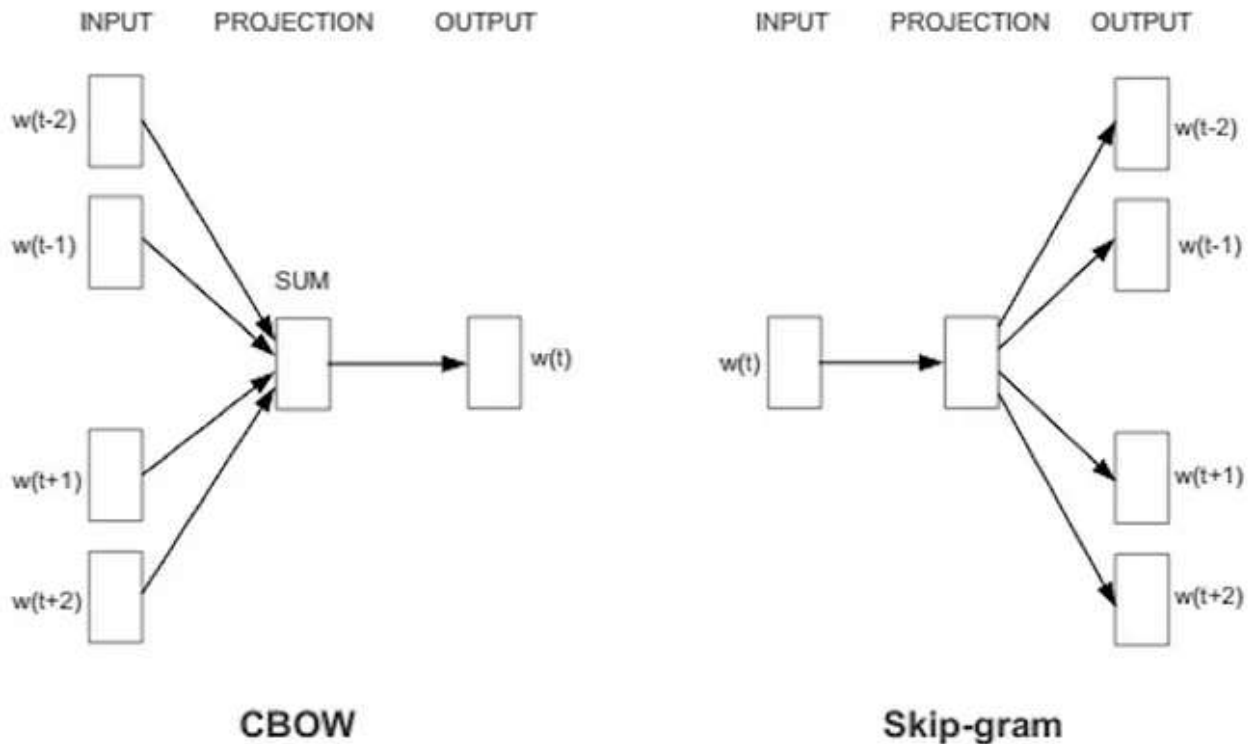 INPUT PROJECTION OUTPUT
w(t-2)
w(t-1)
SUM
w(t)
w(t+1)
w(t+2)
CBOW
INPUT PROJECTION OUTPUT
w(t-2)
w(t-1)
w(t)
w(t+1)
w(t+2)
Skip-gram